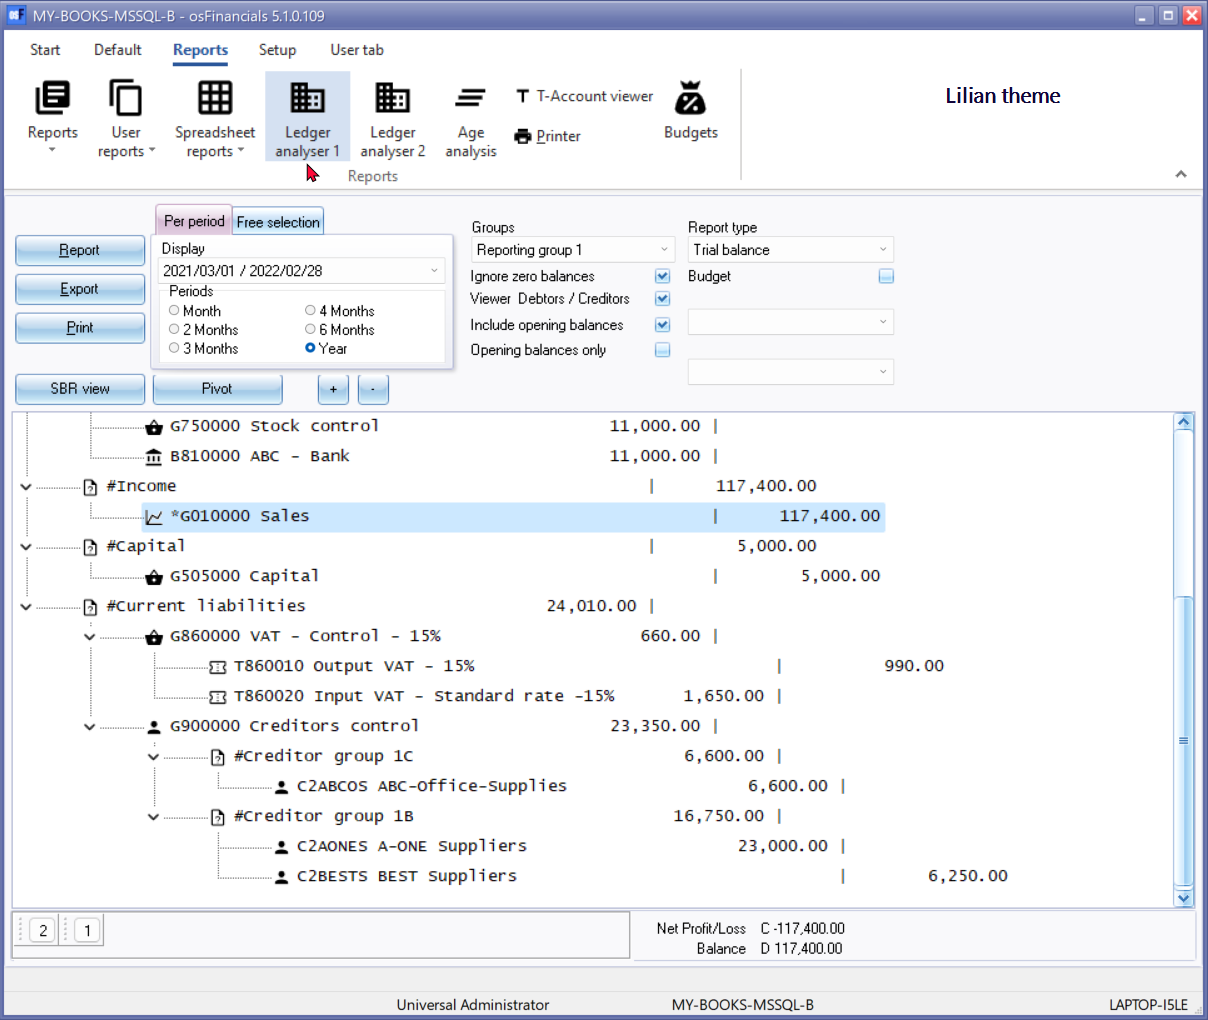 MY-BOOKS-MSSQL-B - osFinancials 5.1.0.109
Start Default Reports Setup User tab
Reports
User reports
Spreadsheet reports
Ledger analyser 1
Ledger analyser 2
Age analysis
T-Account viewer
Printer
Budgets
Reports
Lilian theme
Report
Export
Print
Per period Free selection
Display
2021/03/01 / 2022/02/28
Periods
Month 4 Months
2 Months 6 Months
3 Months Year
Groups
Reporting group 1
Ignore zero balances
Viewer Debtors / Creditors
Include opening balances
Opening balances only
Report type
Trial balance
Budget
SBR view Pivot + -
G750000 Stock control 11,000.00 |
B810000 ABC - Bank 11,000.00 |
#Income | 117,400.00
*G010000 Sales | 117,400.00
#Capital | 5,000.00
G505000 Capital | 5,000.00
#Current liabilities 24,010.00 |
G860000 VAT - Control - 15% 660.00 |
T860010 Output VAT - 15% | 990.00
T860020 Input VAT - Standard rate -15% 1,650.00 |
G900000 Creditors control 23,350.00 |
#Creditor group 1C 6,600.00 |
C2ABCOS ABC-Office-Supplies 6,600.00 |
#Creditor group 1B 16,750.00 |
C2AONES A-ONE Suppliers 23,000.00 |
C2BESTS BEST Suppliers | 6,250.00
2 1
Net Profit/Loss C -117,400.00
Balance D 117,400.00
Universal Administrator MY-BOOKS-MSSQL-B LAPTOP-I5LE